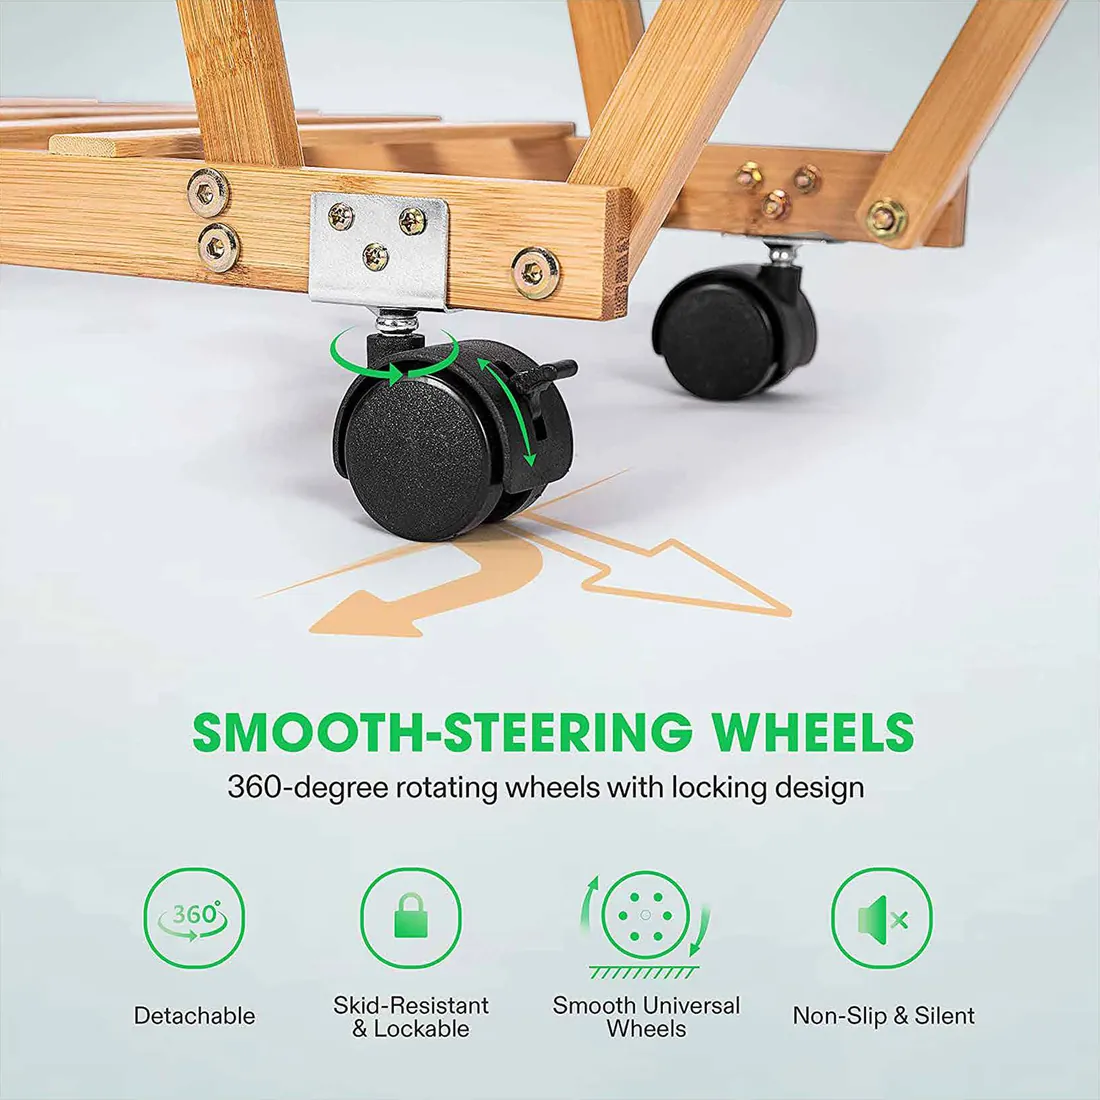 SMOOTH-STEERING WHEELS
360-degree rotating wheels with locking design
360°
Detachable
Skid-Resistant
& Lockable
Smooth Universal
Wheels
Non-Slip & Silent